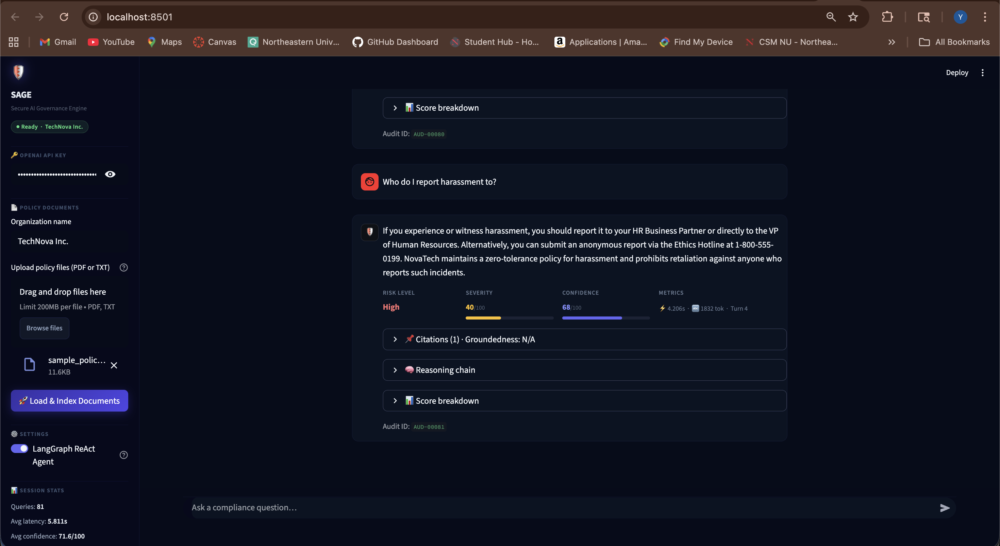 localhost:8501
Y
Gmail
YouTube
Maps
Canvas
Northeastern Univ...
GitHub Dashboard
Student Hub - Ho...
Applications | Ama...
Find My Device
CSM NU - Northea...
All Bookmarks
SAGE
Secure AI Governance Engine
Ready · TechNova Inc.
OPENAI API KEY
POLICY DOCUMENTS
Organization name
TechNova Inc.
Upload policy files (PDF or TXT)
Drag and drop files here
Limit 200MB per file • PDF, TXT
Browse files
sample_polic...
11.6KB
🚀 Load & Index Documents
SETTINGS
LangGraph ReAct
Agent
SESSION STATS
Queries: 81
Avg latency: 5.811s
Avg confidence: 71.6/100
Deploy
Score breakdown
Audit ID: AUD-00080
Who do I report harassment to?
If you experience or witness harassment, you should report it to your HR Business Partner or directly to the VP
of Human Resources. Alternatively, you can submit an anonymous report via the Ethics Hotline at 1-800-555-
0199. NovaTech maintains a zero-tolerance policy for harassment and prohibits retaliation against anyone who
reports such incidents.
RISK LEVEL
High
SEVERITY
40/100
CONFIDENCE
68/100
METRICS
⚡ 4.206s · 🔤 1832 tok · Turn 4
Citations (1) · Groundedness: N/A
Reasoning chain
Score breakdown
Audit ID: AUD-00081
Ask a compliance question…